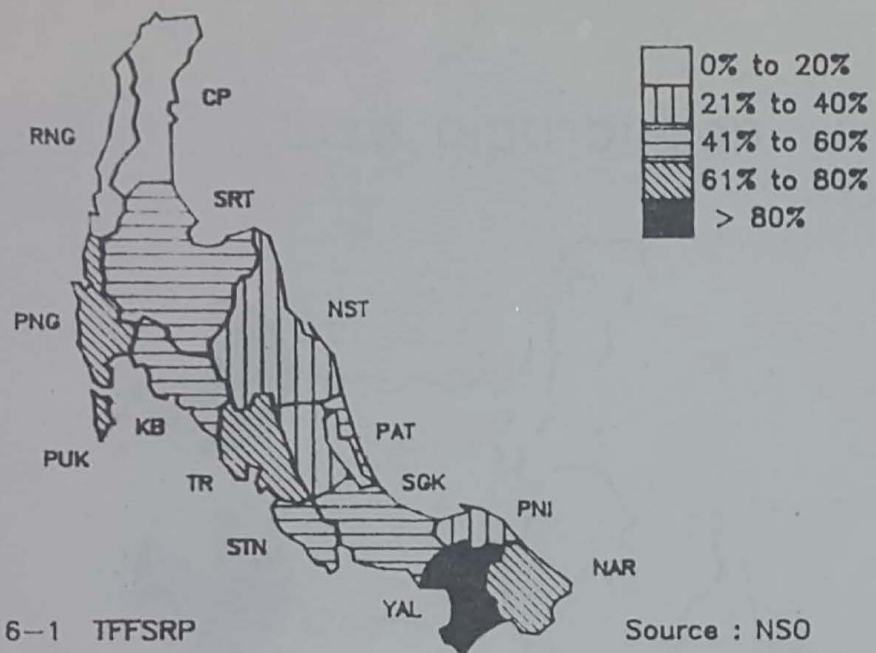 0% to 20%
21% to 40%
41% to 60%
61% to 80%
> 80%
CP
RNG
SRT
NST
PNG
KB
PUK
PAT
TR
SGK
PNI
STN
NAR
YAL
6-1 TFFSRP
Source : NSO